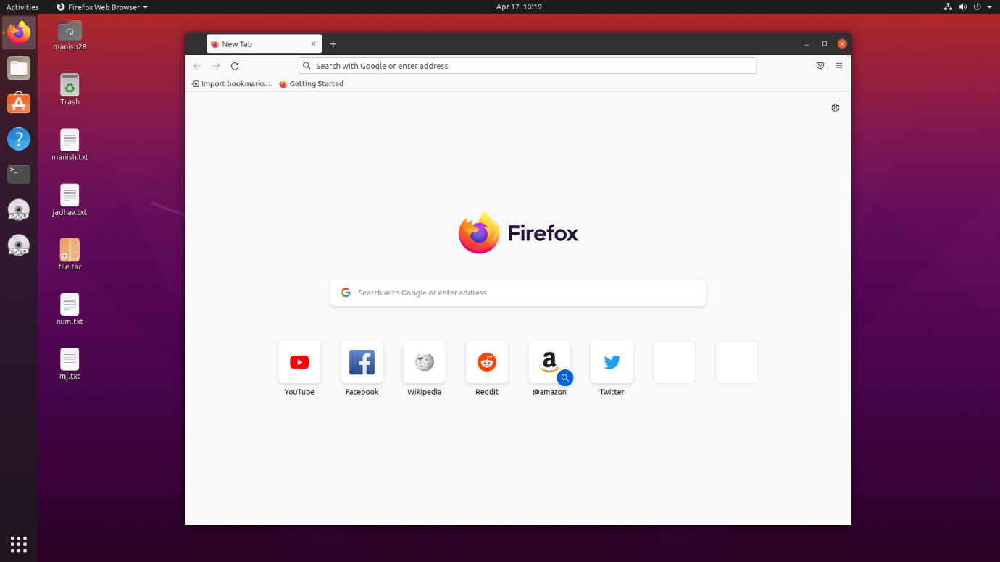 Activities
Firefox Web Browser
Apr 17 10:19
manish28
Trash
manish.txt
jadhav.txt
file.tar
num.txt
mj.txt
>_
DVD
DVD
New Tab
Search with Google or enter address
Import bookmarks…
Getting Started
Firefox
Search with Google or enter address
YouTube
Facebook
Wikipedia
Reddit
@amazon
Twitter